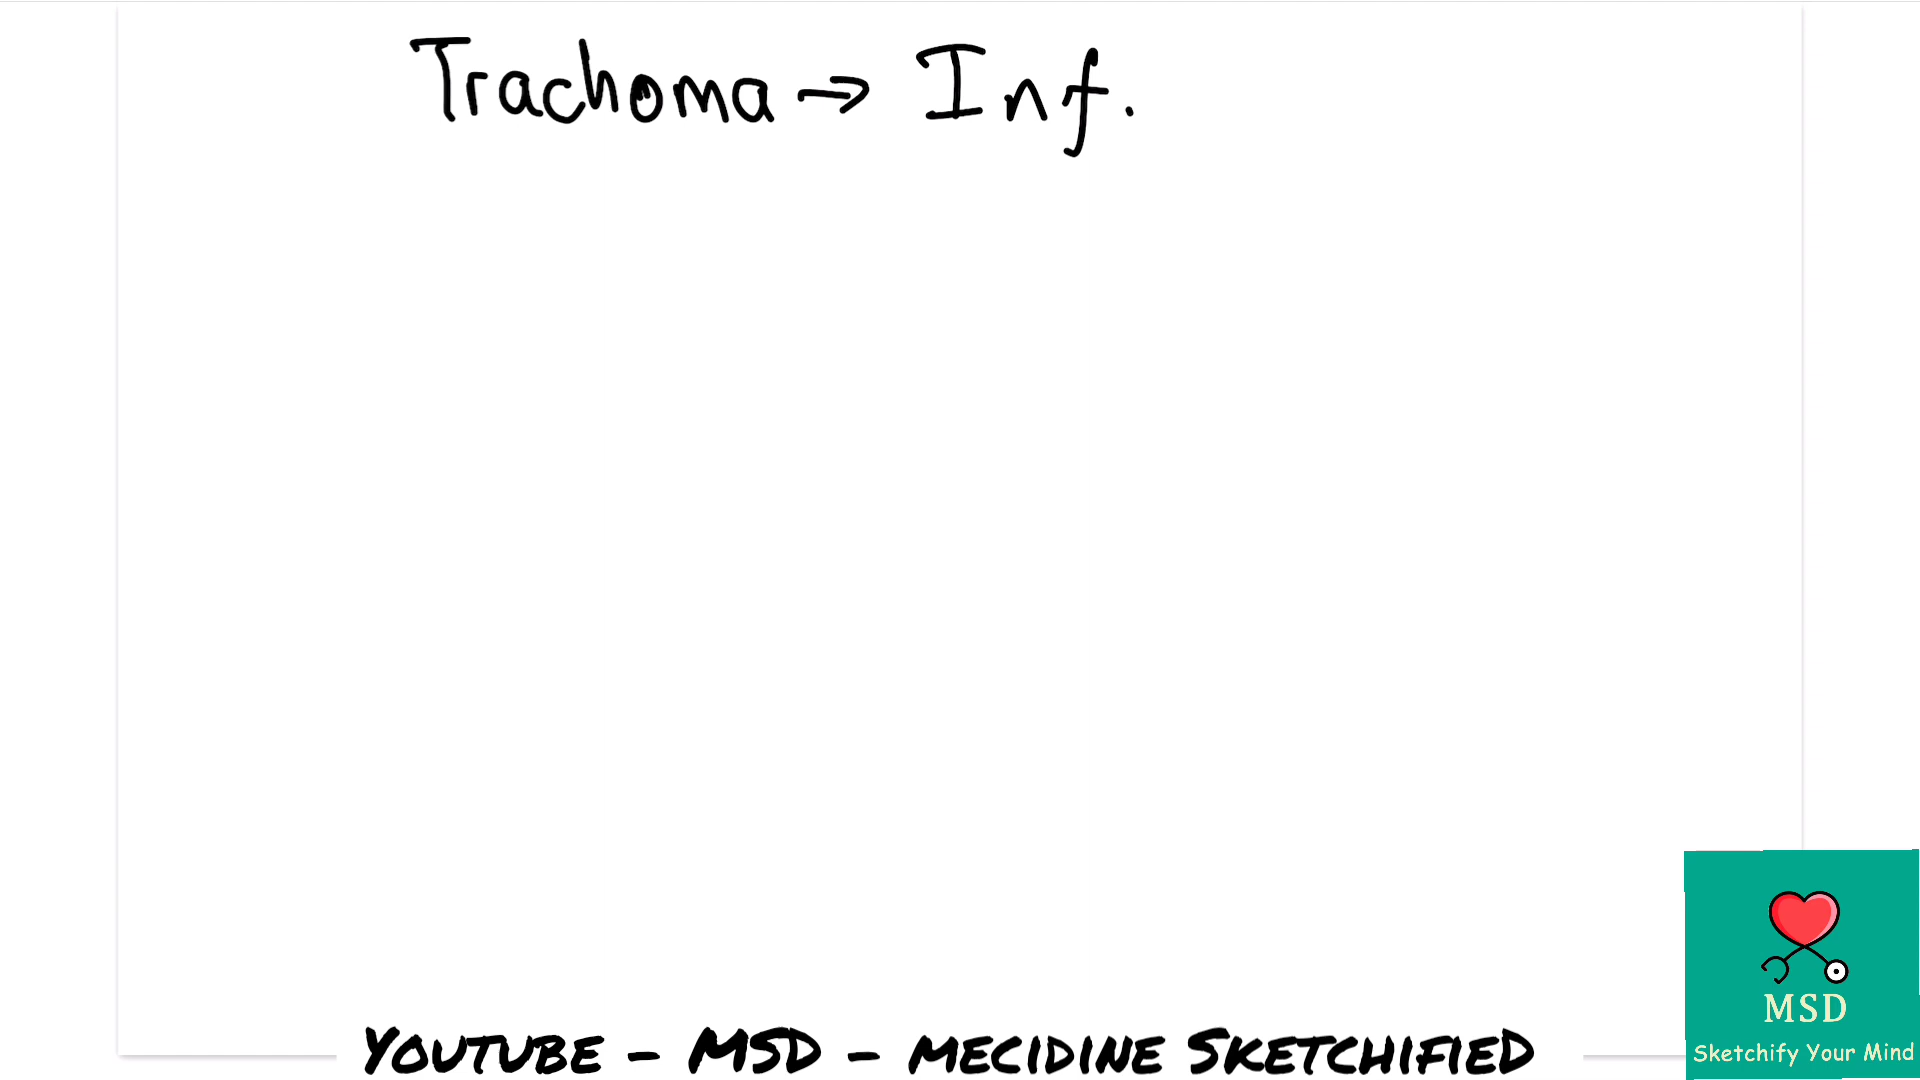 Trachoma → Inf.
MSD
Sketchify Your Mind
YOUTUBE - MSD - MECIDINE SKETCHIFIED